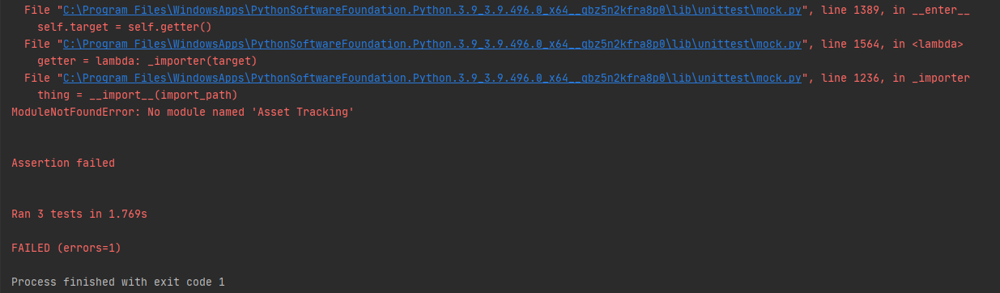 File "C:\Program Files\WindowsApps\PythonSoftwareFoundation.Python.3.9_3.9.496.0_x64__qbz5n2kfra8p0\lib\unittest\mock.py", line 1389, in __enter__
self.target = self.getter()
File "C:\Program Files\WindowsApps\PythonSoftwareFoundation.Python.3.9_3.9.496.0_x64__qbz5n2kfra8p0\lib\unittest\mock.py", line 1564, in <lambda>
getter = lambda: _importer(target)
File "C:\Program Files\WindowsApps\PythonSoftwareFoundation.Python.3.9_3.9.496.0_x64__qbz5n2kfra8p0\lib\unittest\mock.py", line 1236, in _importer
thing = __import__(import_path)
ModuleNotFoundError: No module named 'Asset Tracking'
Assertion failed
Ran 3 tests in 1.769s
FAILED (errors=1)
Process finished with exit code 1